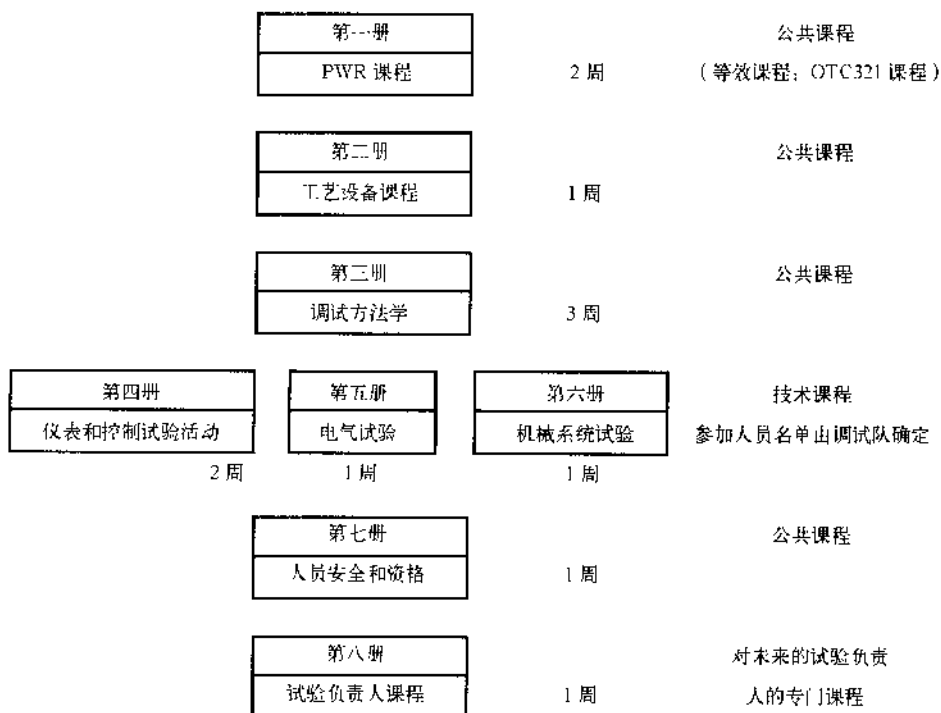 第一册 公共课程
PWR 课程 2 周 (等效课程:OTC321 课程)
第二册 公共课程
工艺设备课程 1 周
第三册 公共课程
调试方法学 3 周
第四册 第五册 第六册 技术课程
仪表和控制试验活动 电气试验 机械系统试验 参加人员名单由调试队确定
2 周 1 周 1 周
第七册 公共课程
人员安全和资格 1 周
第八册 对未来的试验负责
试验负责人课程 1 周 人的专门课程